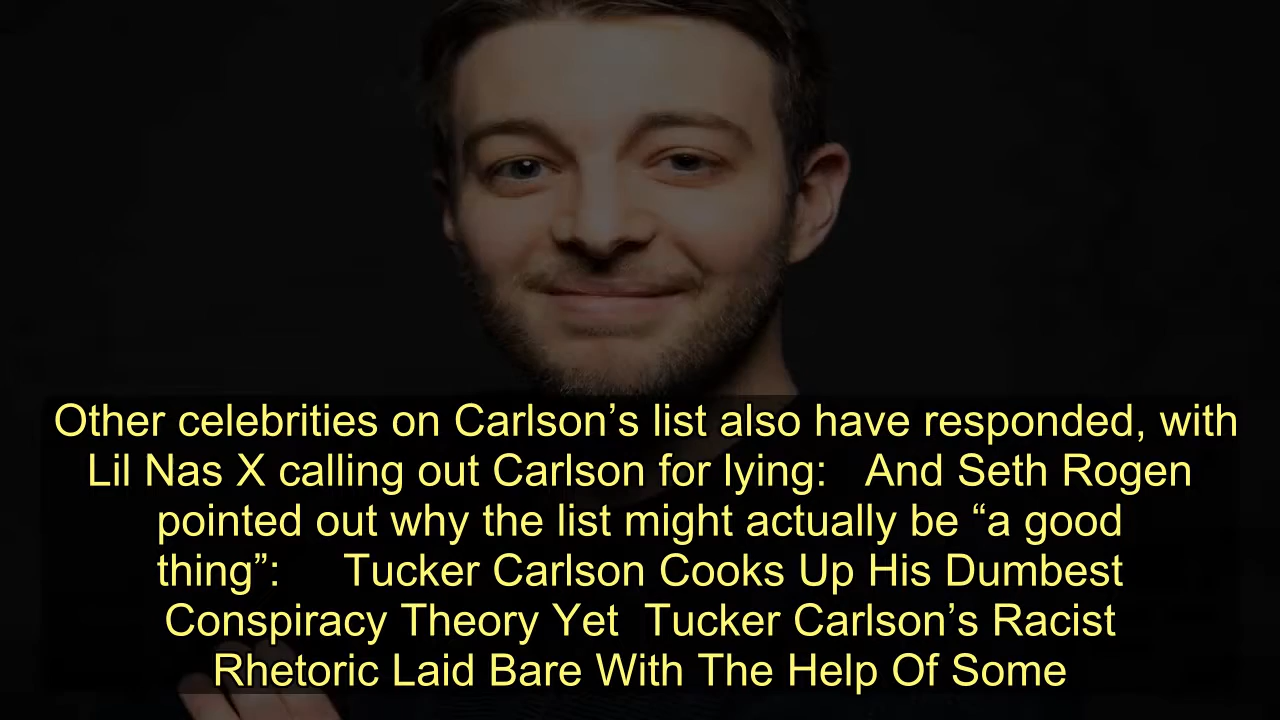 Other celebrities on Carlson’s list also have responded, with
Lil Nas X calling out Carlson for lying:   And Seth Rogen
pointed out why the list might actually be “a good
thing”:     Tucker Carlson Cooks Up His Dumbest
Conspiracy Theory Yet  Tucker Carlson’s Racist
Rhetoric Laid Bare With The Help Of Some